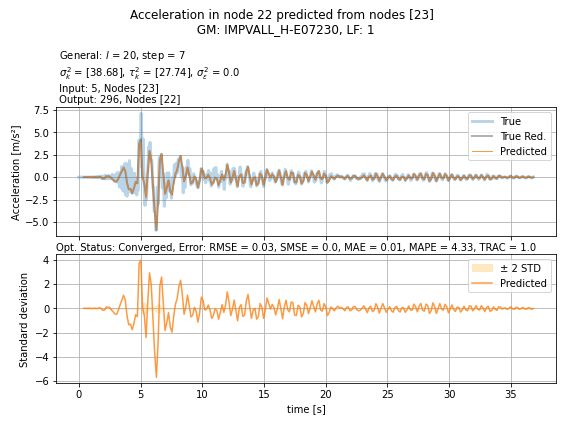 Acceleration in node 22 predicted from nodes [23]
GM: IMPVALL_H-E07230, LF: 1
General: l = 20, step = 7
σ²_k = [38.68], τ²_k = [27.74], σ²_ε = 0.0
Input: 5, Nodes [23]
Output: 296, Nodes [22]
Acceleration [m/s²]
7.5
5.0
2.5
0.0
−2.5
−5.0
True
True Red.
Predicted
Opt. Status: Converged, Error: RMSE = 0.03, SMSE = 0.0, MAE = 0.01, MAPE = 4.33, TRAC = 1.0
Standard deviation
4
2
0
−2
−4
−6
± 2 STD
Predicted
0 5 10 15 20 25 30 35
time [s]